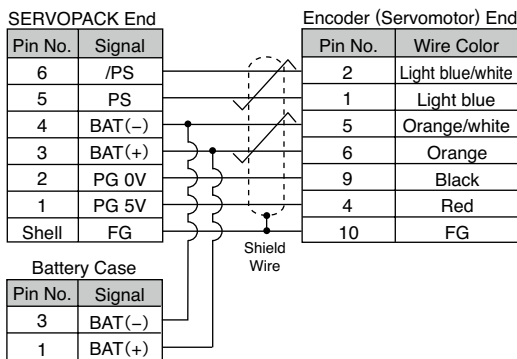 SERVOPACK End
Pin No. Signal
6 /PS
5 PS
4 BAT(-)
3 BAT(+)
2 PG 0V
1 PG 5V
Shell FG
Encoder (Servomotor) End
Pin No. Wire Color
2 Light blue/white
1 Light blue
5 Orange/white
6 Orange
9 Black
4 Red
10 FG
Shield
Wire
Battery Case
Pin No. Signal
3 BAT(-)
1 BAT(+)